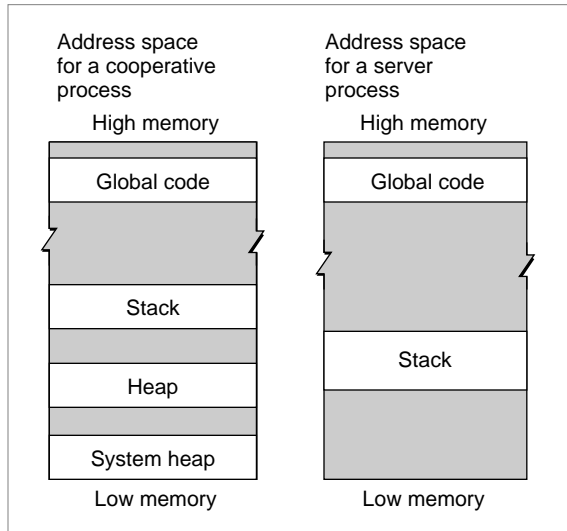 Address space
for a cooperative
process
High memory
Global code
Stack
Heap
System heap
Low memory
Address space
for a server
process
High memory
Global code
Stack
Low memory